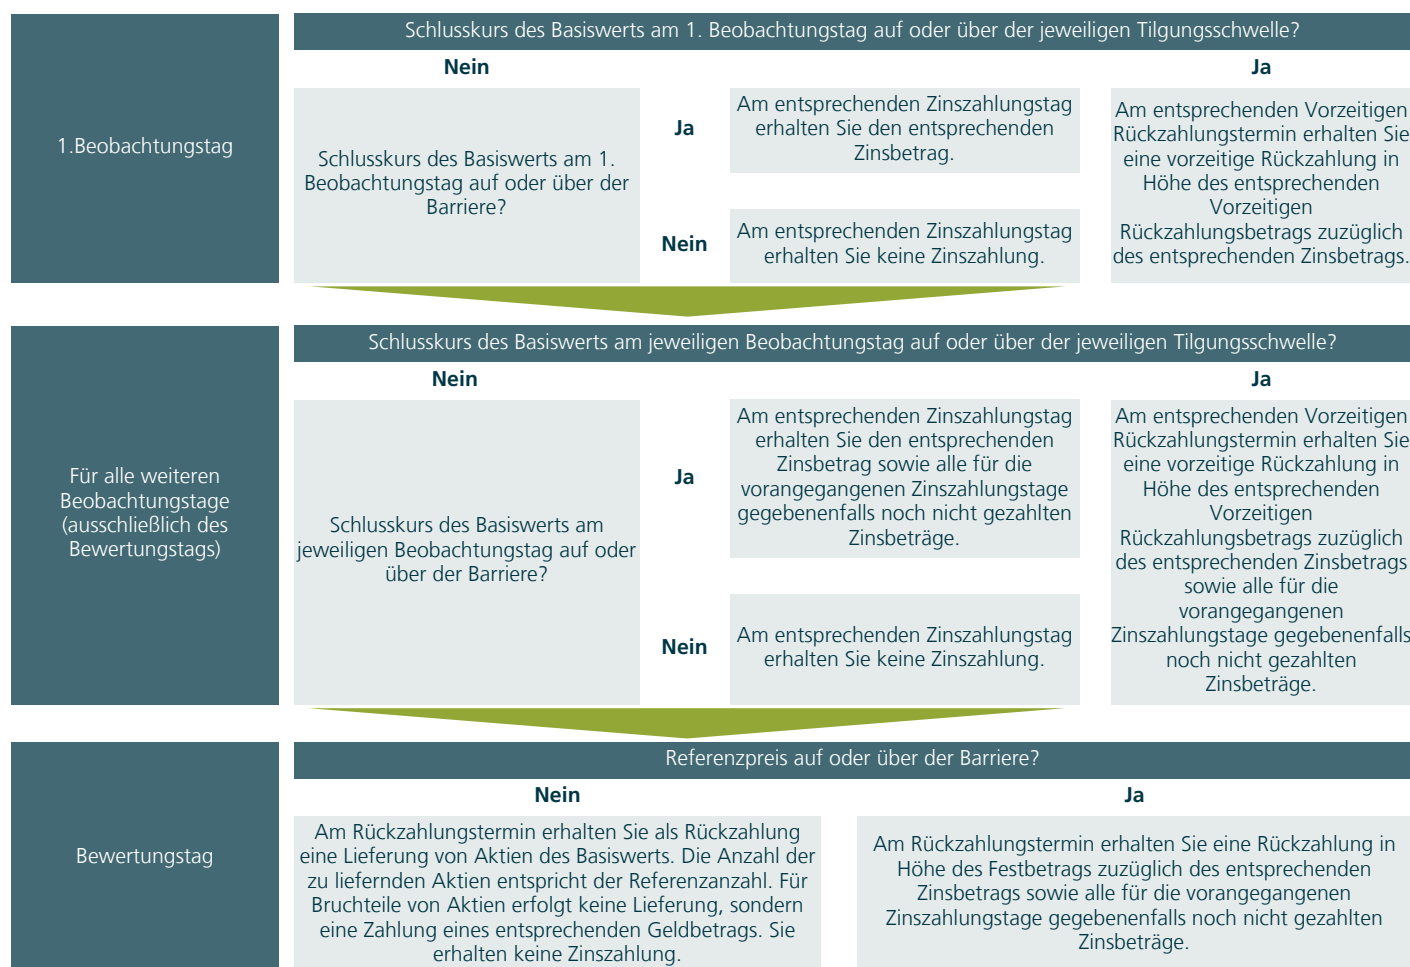 Schlusskurs des Basiswerts am 1. Beobachtungstag auf oder über der jeweiligen Tilgungsschwelle?
Nein
Ja
1.Beobachtungstag
Schlusskurs des Basiswerts am 1.
Beobachtungstag auf oder über der
Barriere?
Ja
Am entsprechenden Zinszahlungstag
erhalten Sie den entsprechenden
Zinsbetrag.
Nein
Am entsprechenden Zinszahlungstag
erhalten Sie keine Zinszahlung.
Am entsprechenden Vorzeitigen
Rückzahlungstermin erhalten Sie
eine vorzeitige Rückzahlung in
Höhe des entsprechenden
Vorzeitigen
Rückzahlungsbetrags zuzüglich
des entsprechenden Zinsbetrags.
Schlusskurs des Basiswerts am jeweiligen Beobachtungstag auf oder über der jeweiligen Tilgungsschwelle?
Nein
Ja
Für alle weiteren
Beobachtungstage
(ausschließlich des
Bewertungstags)
Schlusskurs des Basiswerts am
jeweiligen Beobachtungstag auf oder
über der Barriere?
Ja
Am entsprechenden Zinszahlungstag
erhalten Sie den entsprechenden
Zinsbetrag sowie alle für die
vorangegangenen Zinszahlungstage
gegebenenfalls noch nicht gezahlten
Zinsbeträge.
Nein
Am entsprechenden Zinszahlungstag
erhalten Sie keine Zinszahlung.
Am entsprechenden Vorzeitigen
Rückzahlungstermin erhalten Sie
eine vorzeitige Rückzahlung in
Höhe des entsprechenden
Vorzeitigen
Rückzahlungsbetrags zuzüglich
des entsprechenden Zinsbetrags
sowie alle für die
vorangegangenen
Zinszahlungstage gegebenenfalls
noch nicht gezahlten
Zinsbeträge.
Referenzpreis auf oder über der Barriere?
Nein
Ja
Bewertungstag
Am Rückzahlungstermin erhalten Sie als Rückzahlung
eine Lieferung von Aktien des Basiswerts. Die Anzahl der
zu liefernden Aktien entspricht der Referenzanzahl. Für
Bruchteile von Aktien erfolgt keine Lieferung, sondern
eine Zahlung eines entsprechenden Geldbetrags. Sie
erhalten keine Zinszahlung.
Am Rückzahlungstermin erhalten Sie eine Rückzahlung in
Höhe des Festbetrags zuzüglich des entsprechenden
Zinsbetrags sowie alle für die vorangegangenen
Zinszahlungstage gegebenenfalls noch nicht gezahlten
Zinsbeträge.